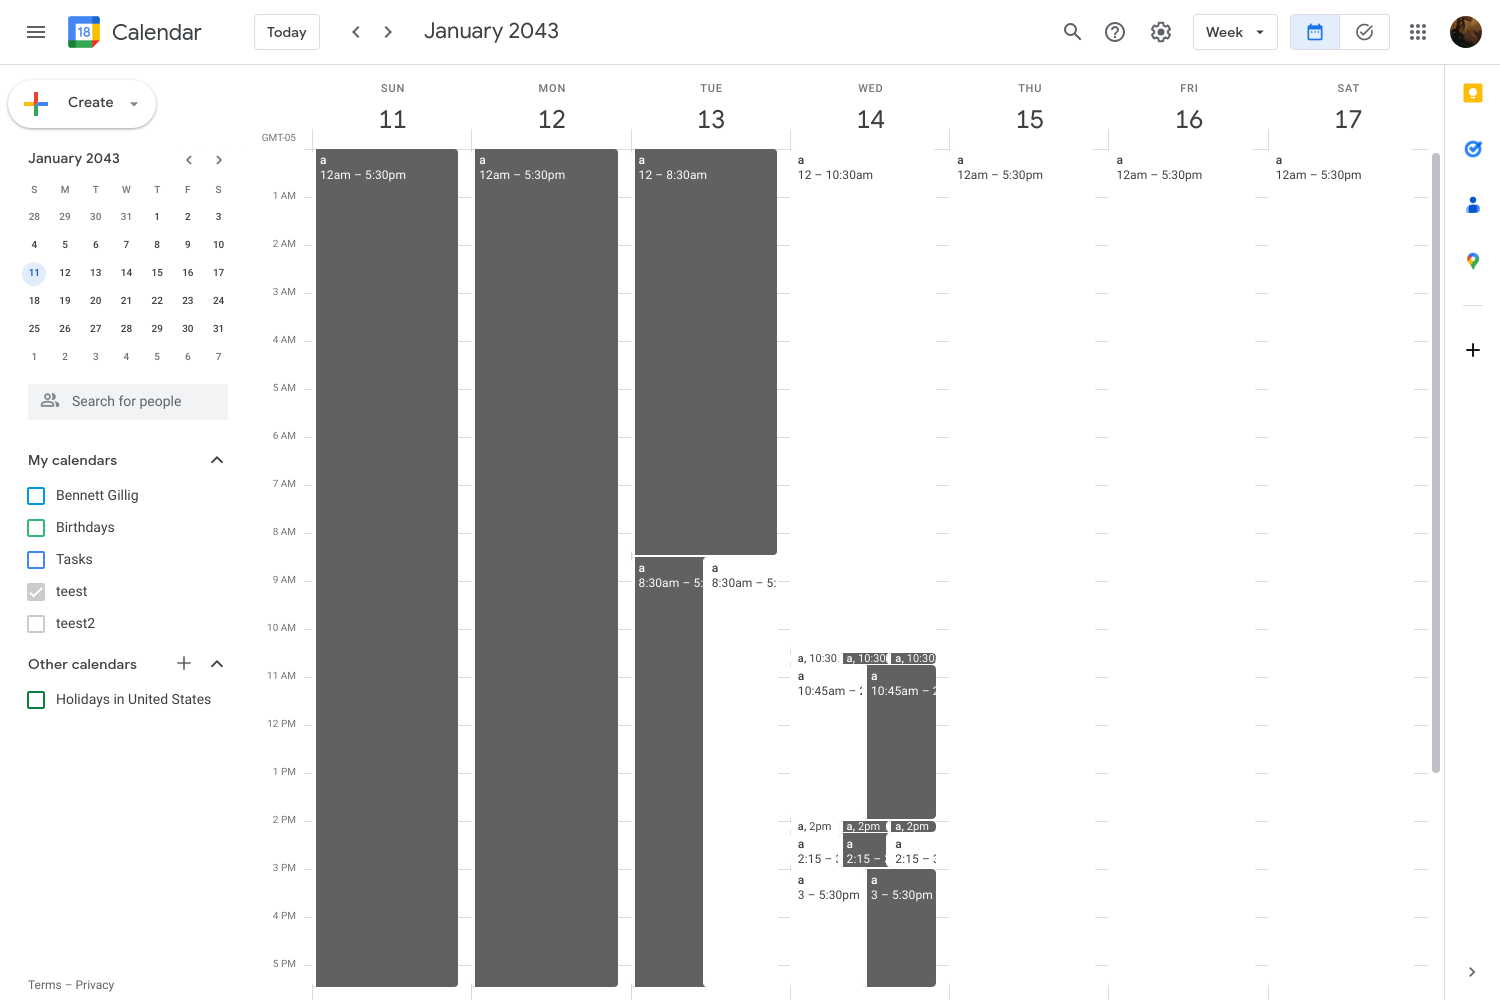 18 Calendar Today January 2043 Week
Create
January 2043
S M T W T F S
28 29 30 31 1 2 3
4 5 6 7 8 9 10
11 12 13 14 15 16 17
18 19 20 21 22 23 24
25 26 27 28 29 30 31
1 2 3 4 5 6 7
Search for people
My calendars
Bennett Gillig
Birthdays
Tasks
teest
teest2
Other calendars
Holidays in United States
Terms – Privacy
SUN MON TUE WED THU FRI SAT
11 12 13 14 15 16 17
GMT-05
a a a a a a a
12am – 5:30pm 12am – 5:30pm 12 – 8:30am 12 – 10:30am 12am – 5:30pm 12am – 5:30pm 12am – 5:30pm
1 AM
2 AM
3 AM
4 AM
5 AM
6 AM
7 AM
8 AM
a a
9 AM 8:30am – 5: 8:30am – 5:
10 AM
a, 10:30 a, 10:30 a, 10:30
11 AM a a
10:45am – 2 10:45am – 2
12 PM
1 PM
2 PM a, 2pm a, 2pm a, 2pm
a a a
2:15 – 3 2:15 – 3 2:15 – 3
3 PM
a a
3 – 5:30pm 3 – 5:30pm
4 PM
5 PM